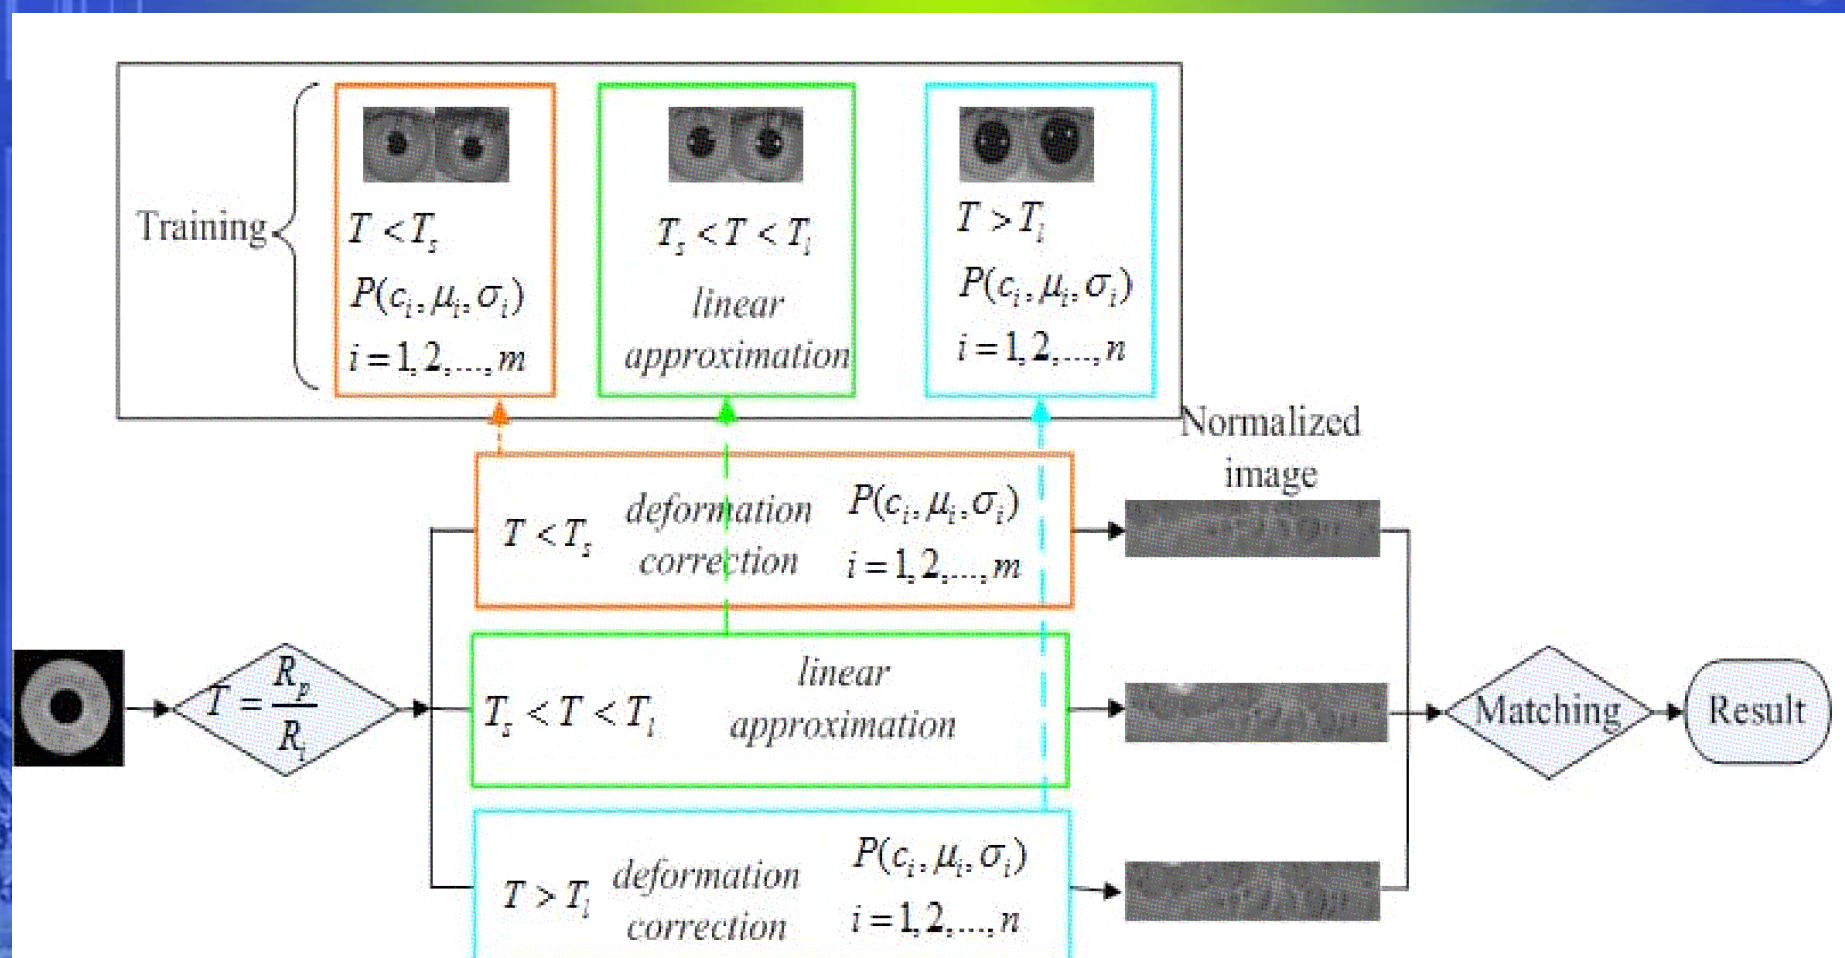 Training
T < T_s
P(c_i, μ_i, σ_i)
i = 1,2,...,m
T_s < T < T_l
linear
approximation
T > T_l
P(c_i, μ_i, σ_i)
i = 1,2,...,n
Normalized
image
T < T_s
deformation
correction
P(c_i, μ_i, σ_i)
i = 1,2,...,m
T = R_p / R_i
T_s < T < T_l
linear
approximation
Matching
Result
T > T_l
deformation
correction
P(c_i, μ_i, σ_i)
i = 1,2,...,n